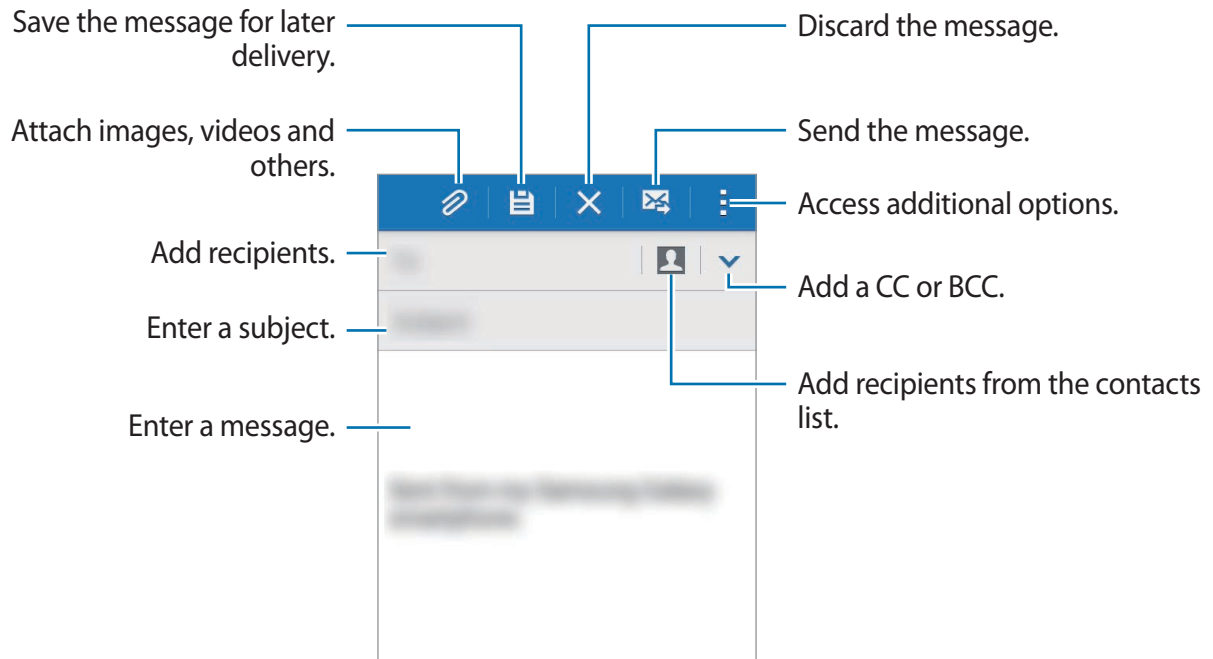 Save the message for later
delivery.
Discard the message.
Attach images, videos and
others.
Send the message.
Access additional options.
Add recipients.
Add a CC or BCC.
Enter a subject.
Add recipients from the contacts
list.
Enter a message.